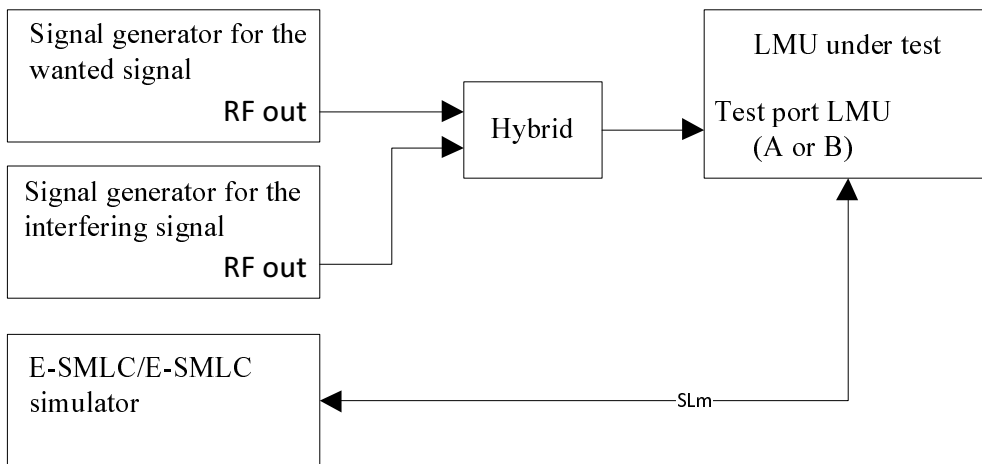 Signal generator for the
wanted signal
RF out
Signal generator for the
interfering signal
RF out
Hybrid
LMU under test
Test port LMU
(A or B)
E-SMLC/E-SMLC
simulator
SLm